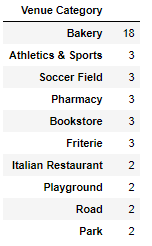 Venue Category
Bakery 18
Athletics & Sports 3
Soccer Field 3
Pharmacy 3
Bookstore 3
Friterie 3
Italian Restaurant 2
Playground 2
Road 2
Park 2